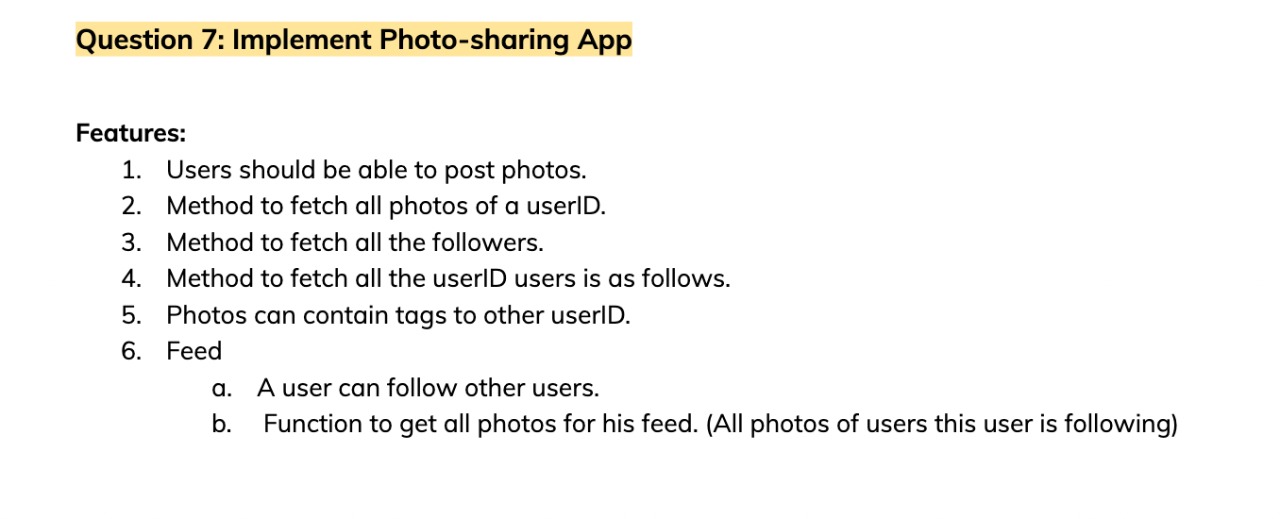 Question 7: Implement Photo-sharing App
Features:
1. Users should be able to post photos.
2. Method to fetch all photos of a userID.
3. Method to fetch all the followers.
4. Method to fetch all the userID users is as follows.
5. Photos can contain tags to other userID.
6. Feed
a. A user can follow other users.
b. Function to get all photos for his feed. (All photos of users this user is following)